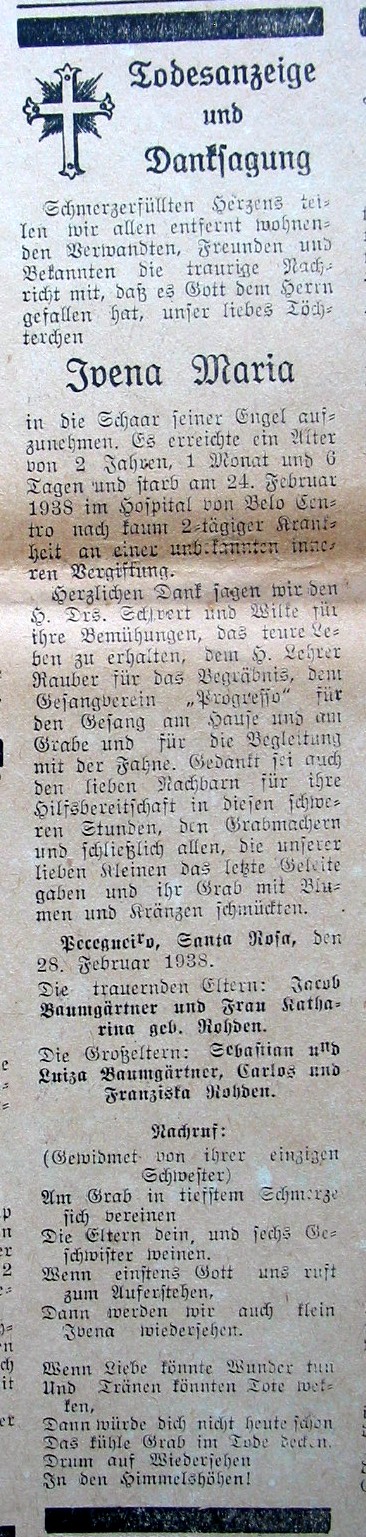 Todesanzeige
und
Danksagung
Schmerzerfüllten Herzens tei-
len wir allen entfernt wohnen-
den Verwandten, Freunden und
Bekannten die traurige Nach-
richt mit, daß es Gott dem Herrn
gefallen hat, unser liebes Töch-
terchen
Ivena Maria
in die Schaar seiner Engel auf-
zunehmen. Es erreichte ein Alter
von 2 Jahren, 1 Monat und 6
Tagen und starb am 24. Februar
1938 im Hospital von Belo Cen-
tro nach kaum 2-tägiger Krank-
heit an einer unbekannten inne-
ren Vergiftung.
Herzlichen Dank sagen wir den
H. Drs. und Wilke für
ihre Bemühungen, das teure Le-
ben zu erhalten, dem H. Lehrer
Rauber für das Begräbnis, dem
Gesangverein „Progresso“ für
den Gesang am Hause und am
Grabe und für die Begleitung
mit der Fahne. Gedankt sei auch
den lieben Nachbarn für ihre
Hilfsbereitschaft in diesen schwe-
ren Stunden, den Grabmachern
und schließlich allen, die unserer
lieben Kleinen das letzte Geleite
gaben und ihr Grab mit Blu-
men und Kränzen schmückten.
Pecegueiro, Santa Rosa, den
28. Februar 1938.
Die trauernden Eltern: Jacob
Baumgärtner und Frau Katha-
rina geb. Rohden.
Die Großeltern: Sebastian und
Luiza Baumgärtner, Carlos und
Franziska Rohden.
Nachruf:
(Gewidmet von ihrer einzigen
Schwester)
Am Grab in tiefstem Schmerze
sich vereinen
Die Eltern dein, und sechs Ge-
schwister weinen.
Wenn einstens Gott uns ruft
zum Auferstehen,
Dann werden wir auch klein
Ivena wiedersehen.
Wenn Liebe könnte Wunder tun
Und Tränen könnten Tote wek-
ken,
Dann würde dich nicht heute schon
Das kühle Grab im Tode decken.
Drum auf Wiedersehen
In den Himmelshöhen!